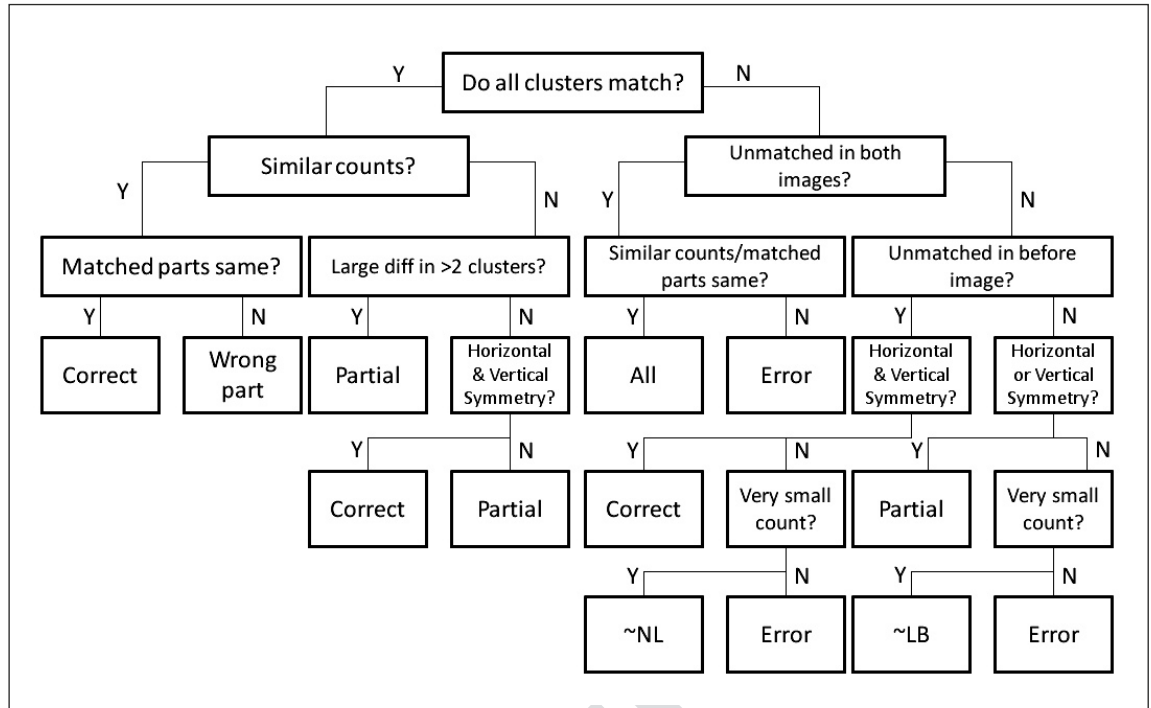 Do all clusters match?
Y
N
Similar counts?
Unmatched in both
images?
Y
N
Y
N
Matched parts same?
Large diff in >2 clusters?
Similar counts/matched
parts same?
Unmatched in before
image?
Y
N
Y
N
Y
N
Y
N
Correct
Wrong
part
Partial
Horizontal
& Vertical
Symmetry?
All
Error
Horizontal
& Vertical
Symmetry?
Horizontal
or Vertical
Symmetry?
Y
N
Y
N
Y
N
Correct
Partial
Correct
Very small
count?
Partial
Very small
count?
Y
N
Y
N
~NL
Error
~LB
Error